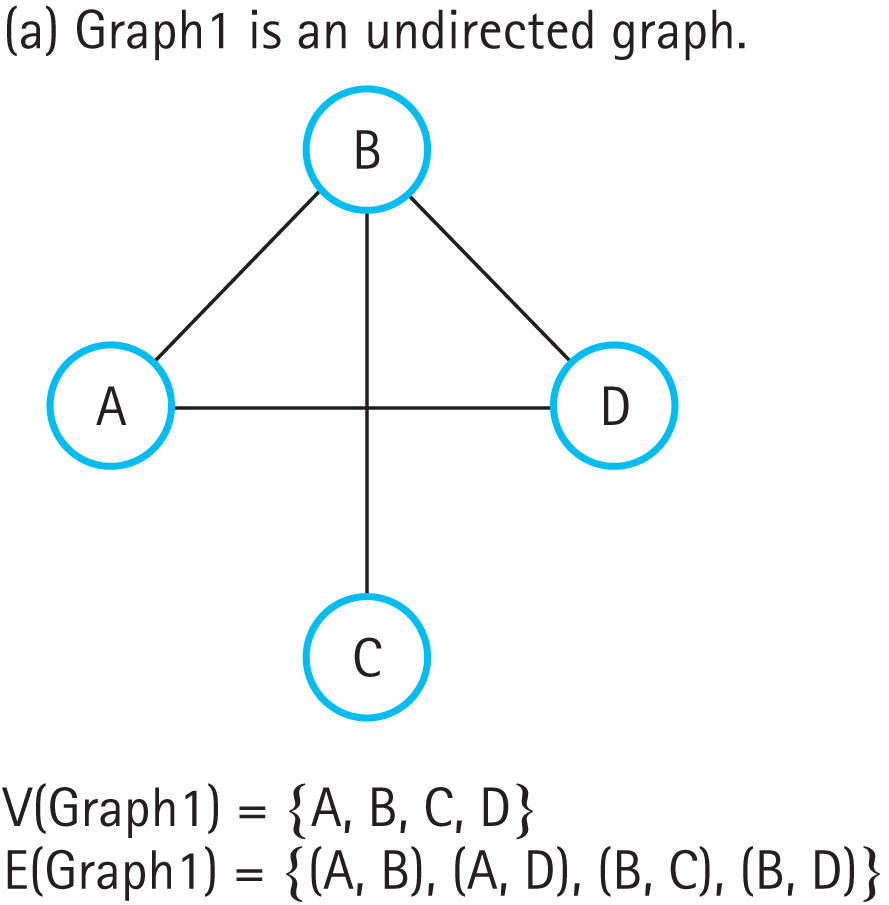 (a) Graph1 is an undirected graph.
B
A
D
C
V(Graph1) = {A, B, C, D}
E(Graph1) = {(A, B), (A, D), (B, C), (B, D)}